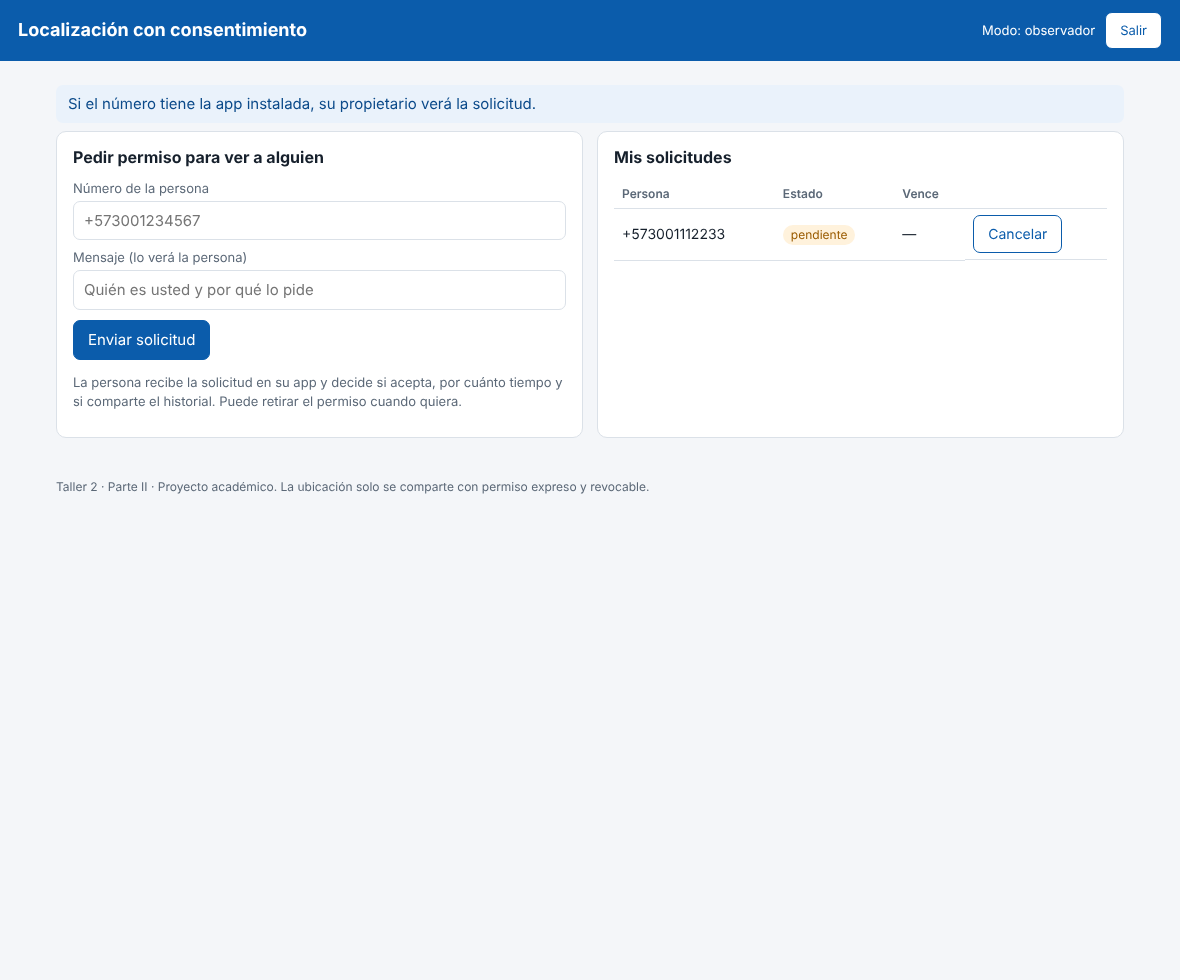 Localización con consentimiento
Modo: observador
Salir
Si el número tiene la app instalada, su propietario verá la solicitud.
Pedir permiso para ver a alguien
Número de la persona
+573001234567
Mensaje (lo verá la persona)
Quién es usted y por qué lo pide
Enviar solicitud
La persona recibe la solicitud en su app y decide si acepta, por cuánto tiempo y
si comparte el historial. Puede retirar el permiso cuando quiera.
Mis solicitudes
Persona Estado Vence
+573001112233 pendiente — Cancelar
Taller 2 · Parte II · Proyecto académico. La ubicación solo se comparte con permiso expreso y revocable.